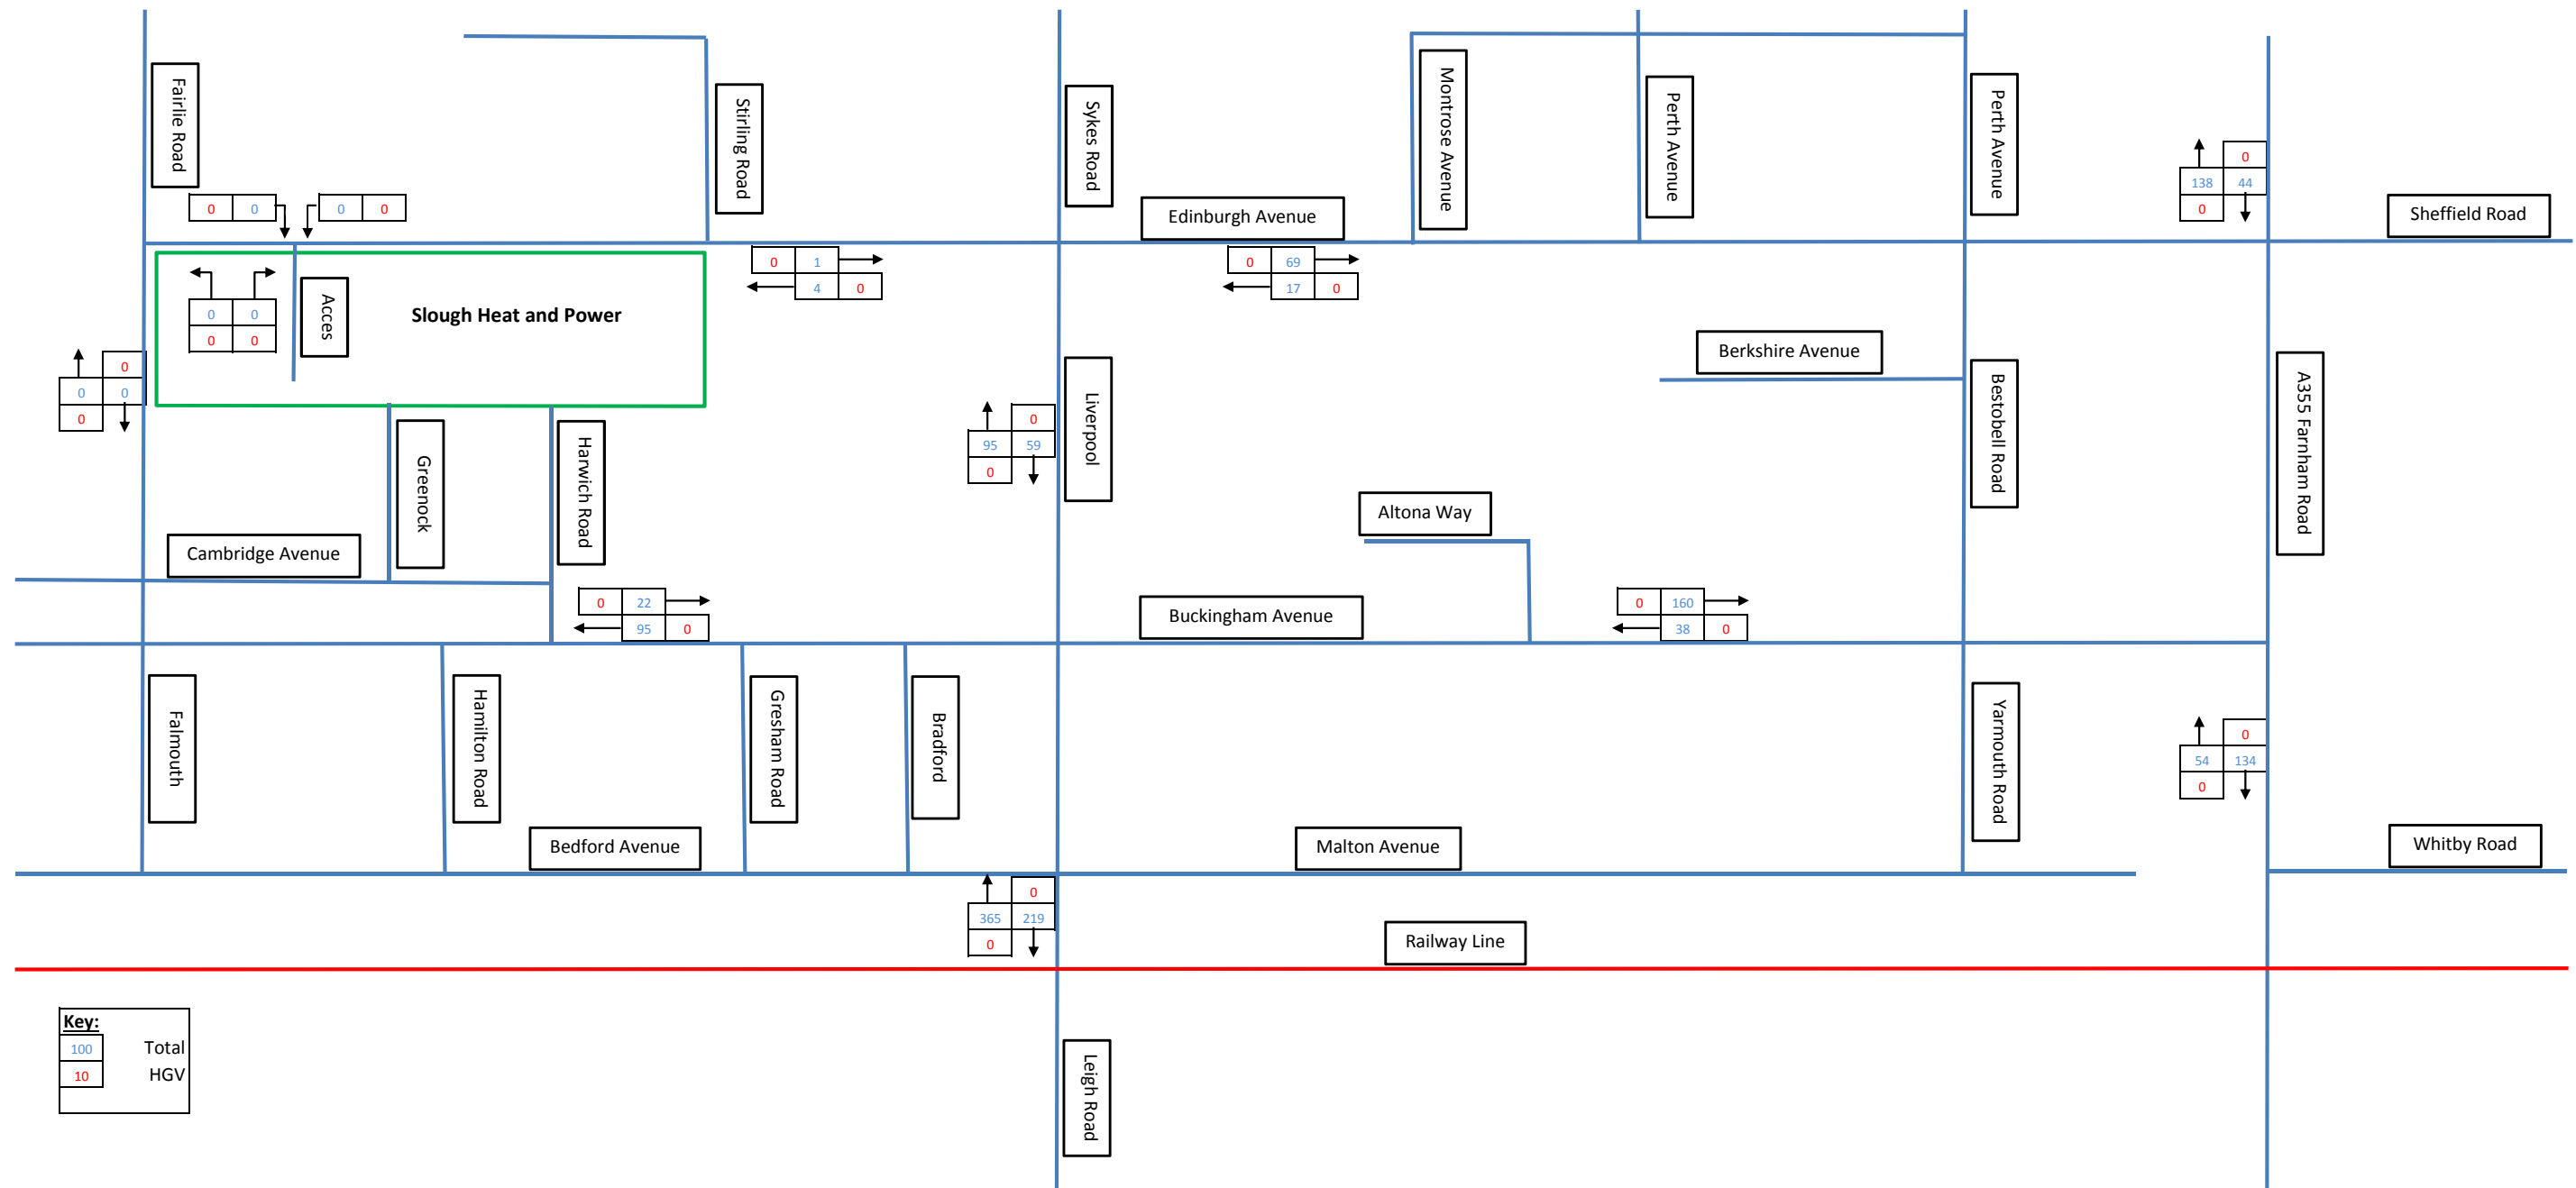 Fairlie Road
Stirling Road
Sykes Road
Montrose Avenue
Perth Avenue
Perth Avenue
0
138 44
0
0 0
0 0
Edinburgh Avenue
Sheffield Road
0 1
4 0
0 69
17 0
Acces
Slough Heat and Power
0 0
0 0
Berkshire Avenue
0
0 0
0
Liverpool
Bestobell Road
A355 Farnham Road
0
95 59
0
Greenock
Harwich Road
Altona Way
Cambridge Avenue
0 22
95 0
Buckingham Avenue
0 160
38 0
Falmouth
Hamilton Road
Gresham Road
Bradford
Yarmouth Road
0
54 134
0
Bedford Avenue
Malton Avenue
Whitby Road
0
365 219
0
Railway Line
Key:
100 Total
10 HGV
Leigh Road